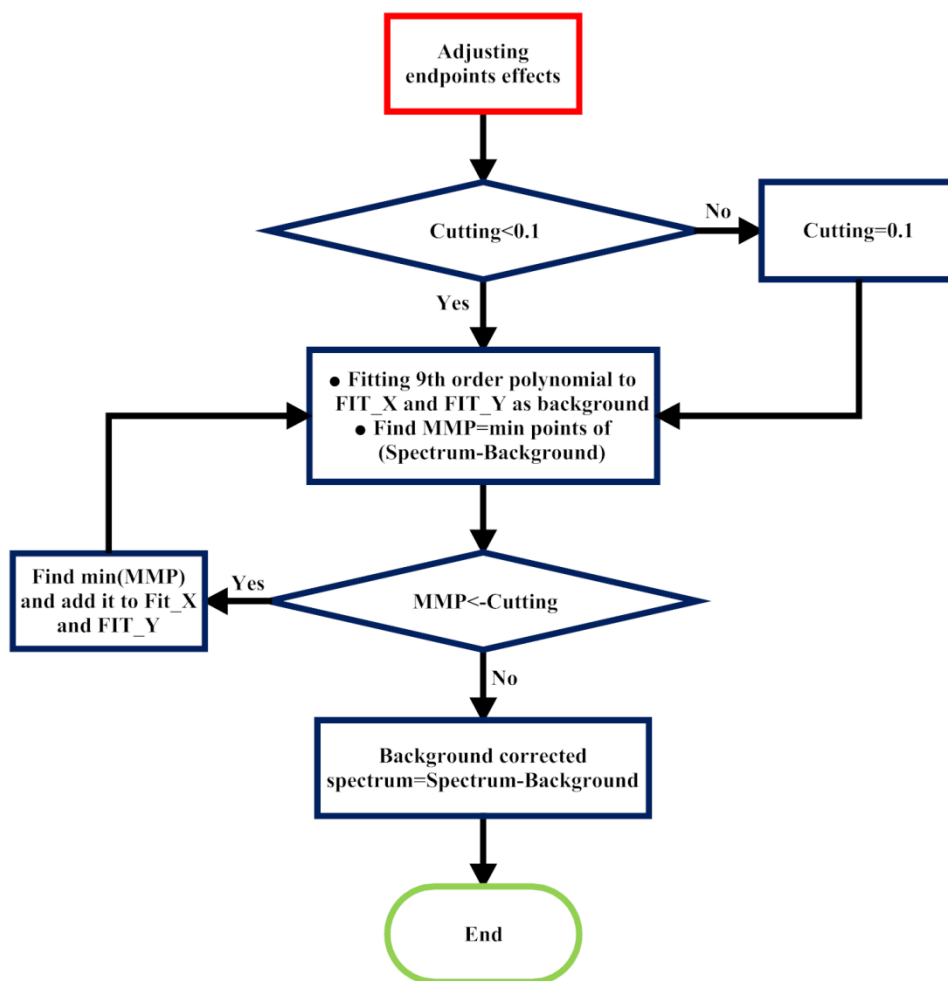 Adjusting
endpoints effects
Cutting<0.1
No
Cutting=0.1
Yes
● Fitting 9th order polynomial to
FIT_X and FIT_Y as background
● Find MMP=min points of
(Spectrum-Background)
Find min(MMP)
and add it to Fit_X
and FIT_Y
Yes
MMP<-Cutting
No
Background corrected
spectrum=Spectrum-Background
End